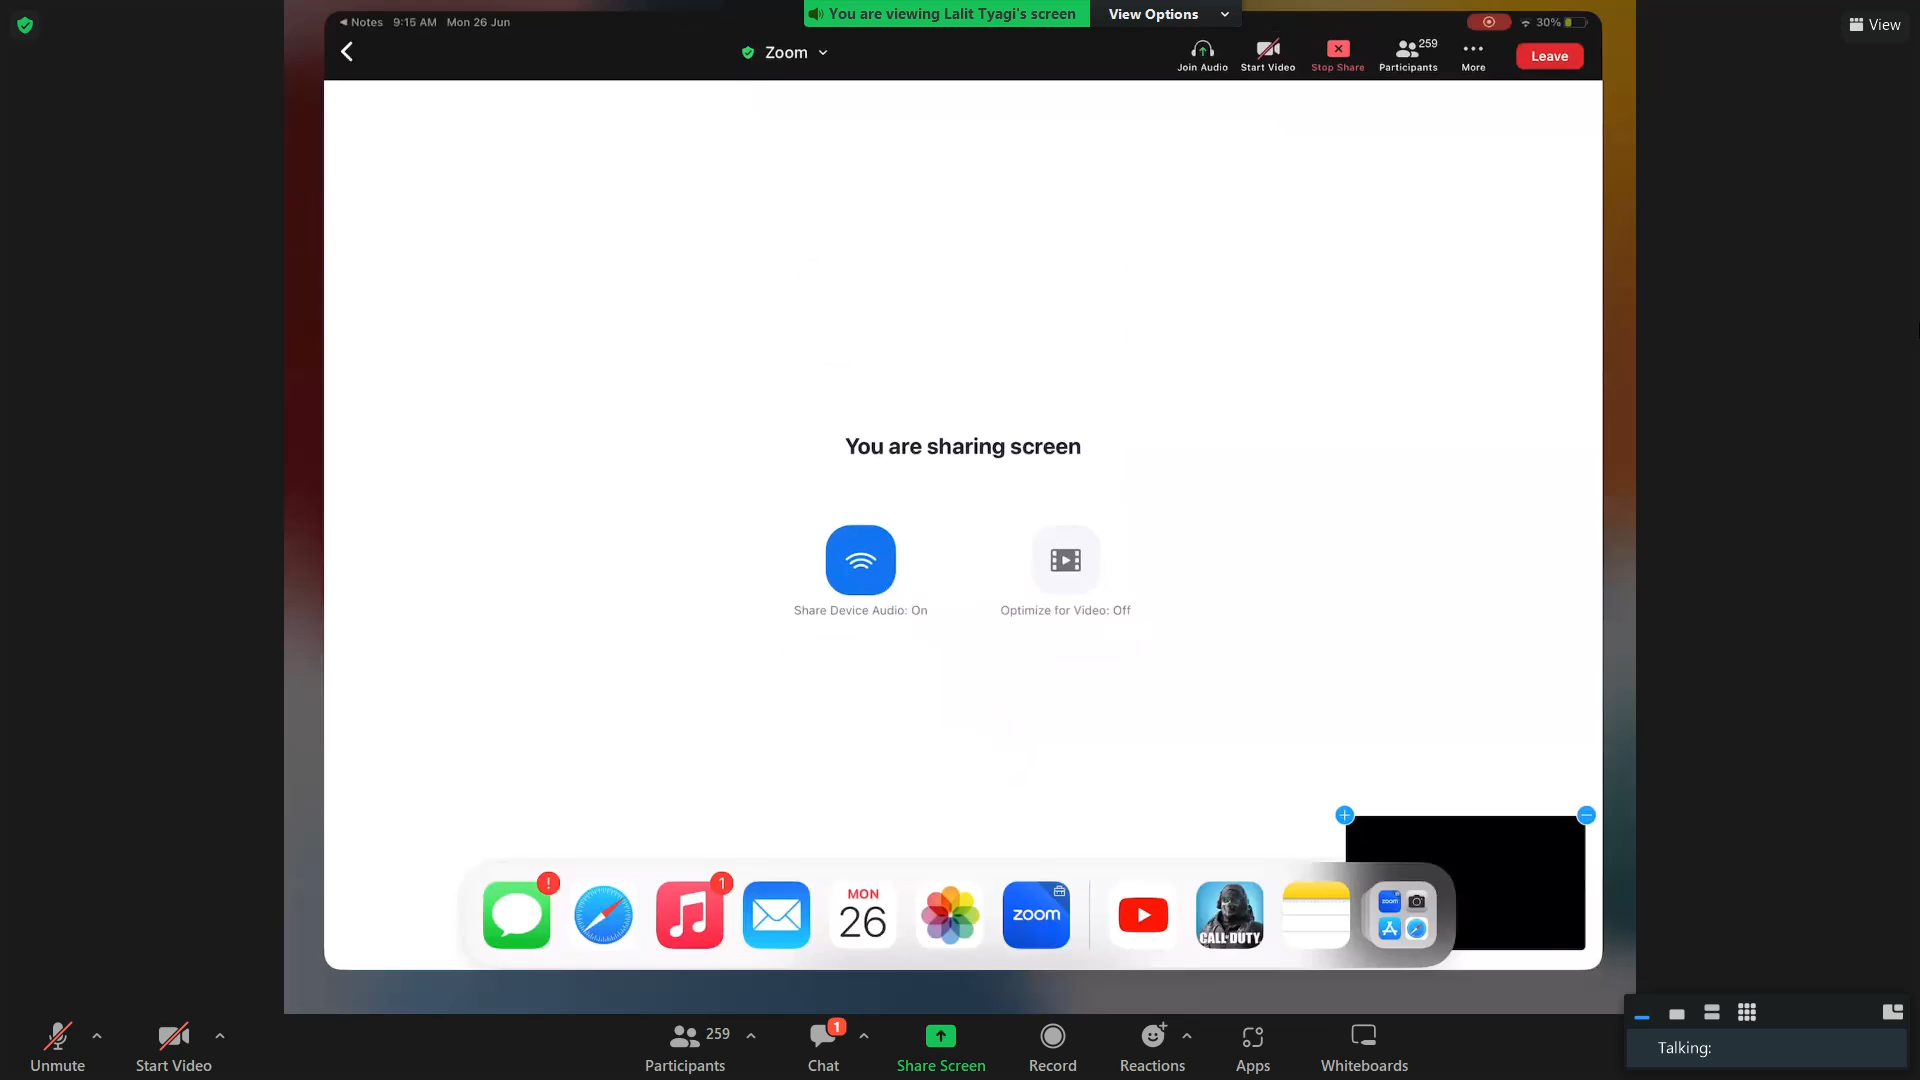 You are viewing Lalit Tyagi's screen
View Options
View
Notes 9:15 AM Mon 26 Jun
30%
Zoom
Join Audio
Start Video
Stop Share
259
Participants
More
Leave
You are sharing screen
Share Device Audio: On
Optimize for Video: Off
!
1
MON
26
zoom
CALL·DUTY
zoom
Talking:
Unmute
Start Video
259
Participants
1
Chat
Share Screen
Record
Reactions
Apps
Whiteboards